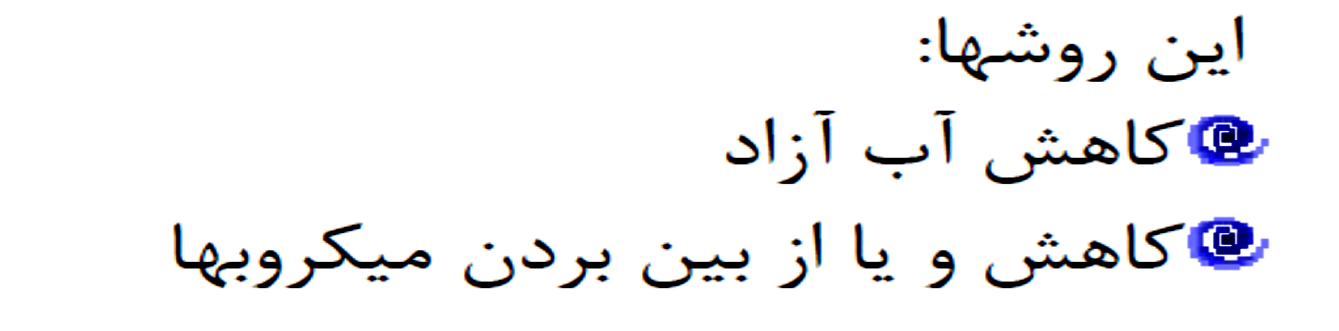 این روشها:
کاهش آب آزاد
کاهش و یا از بین بردن میکروبها